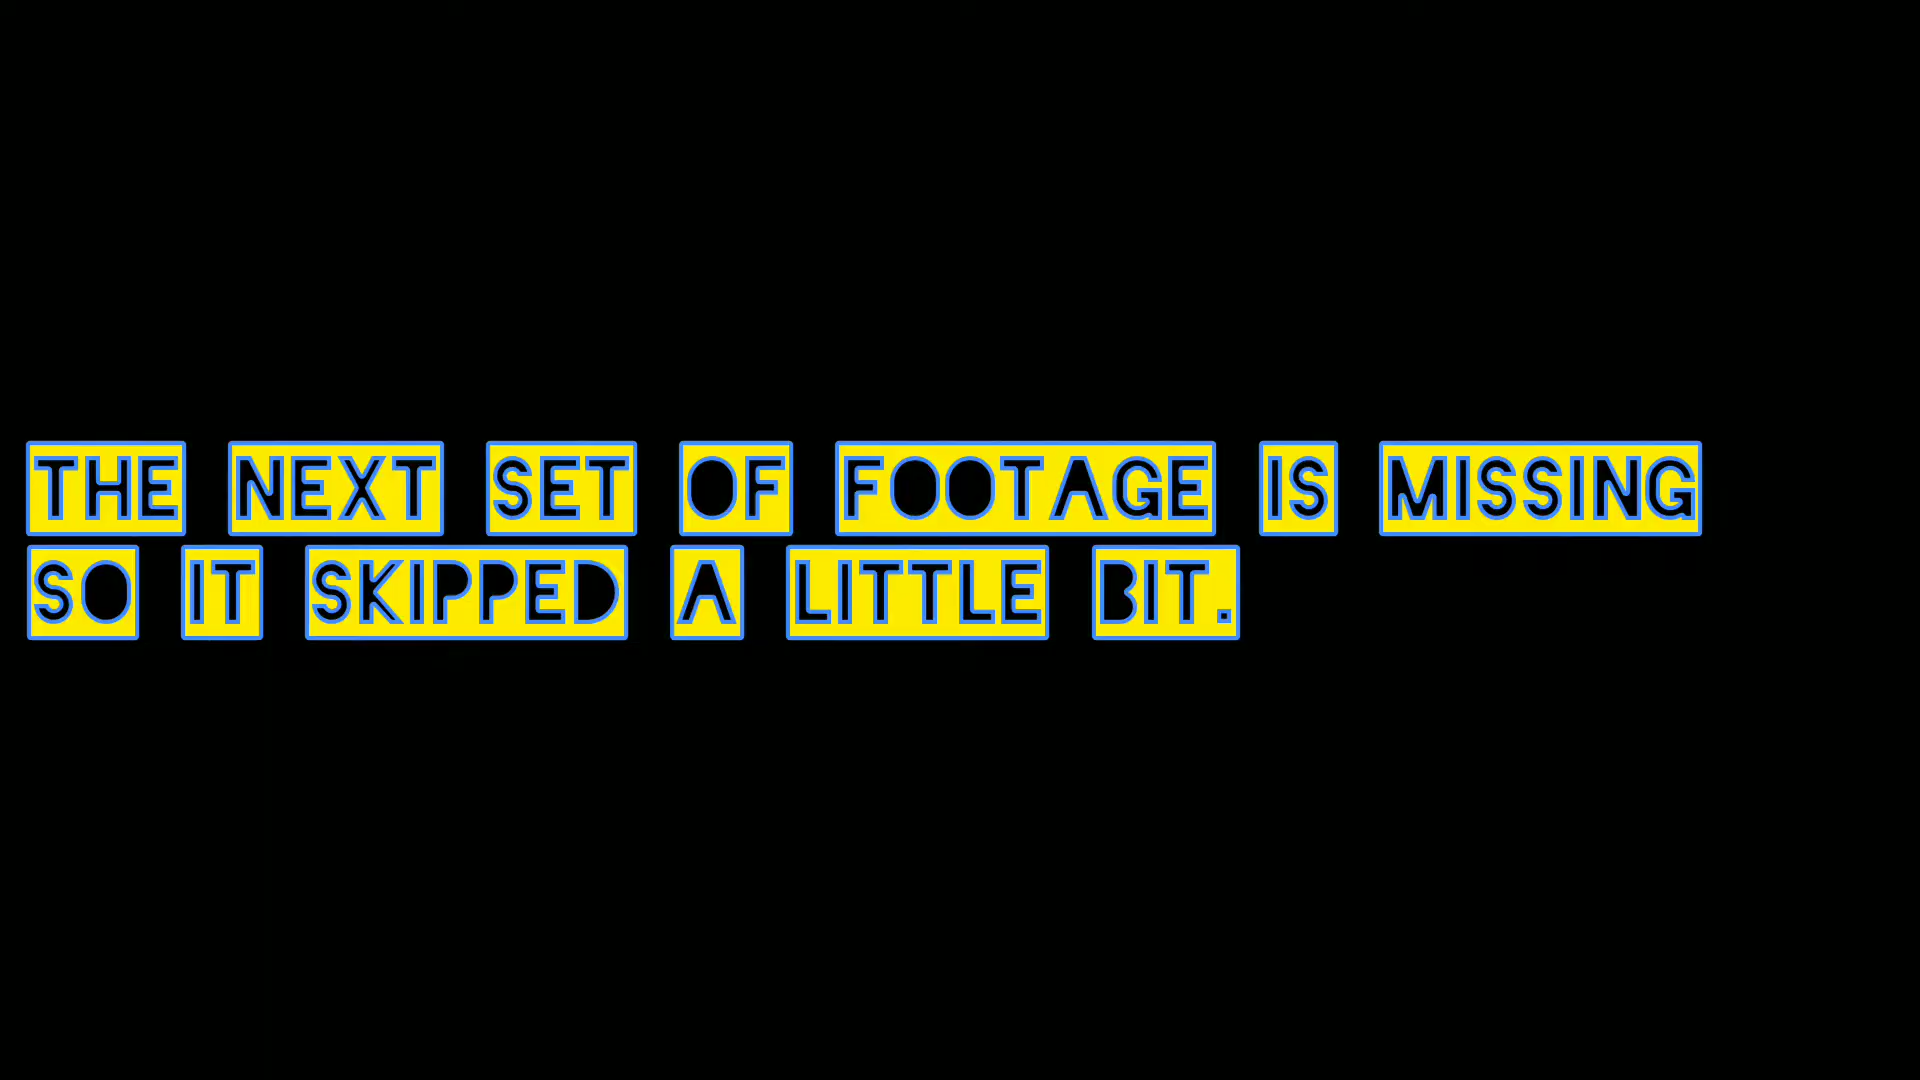 THE NEXT SET OF FOOTAGE IS MISSING
SO IT SKIPPED A LITTLE BIT.